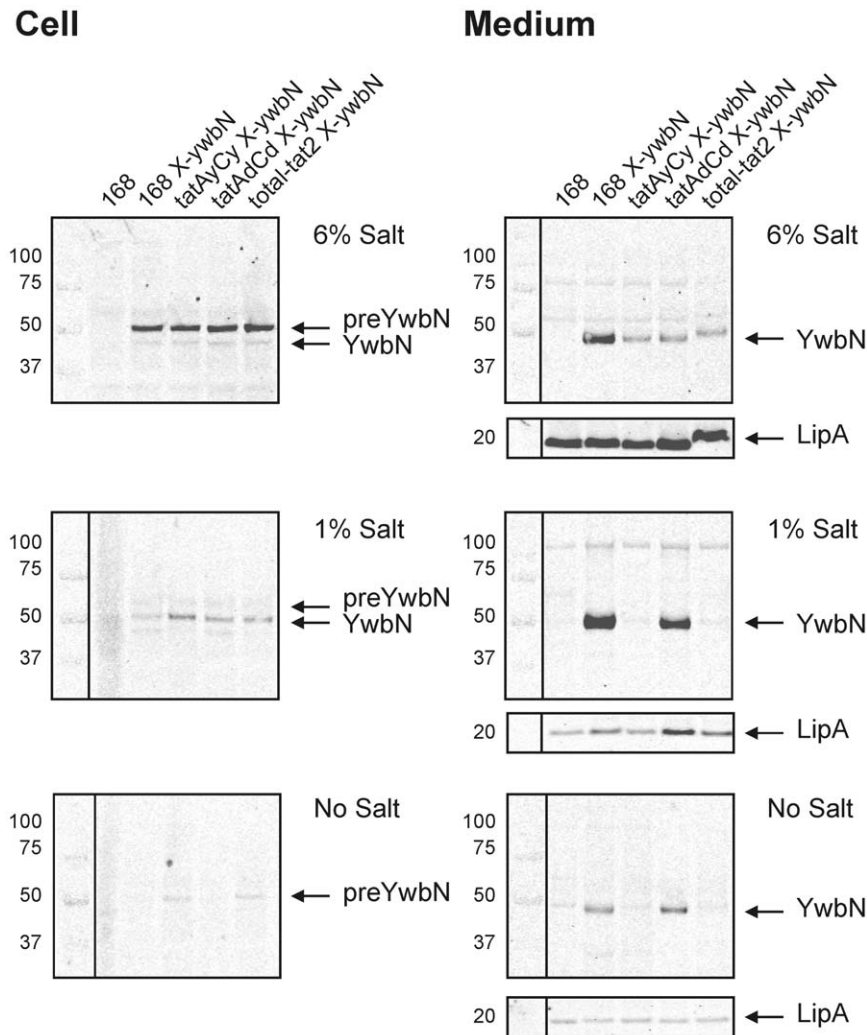 Cell
Medium
168
168 X-ywbN
tatAyCy X-ywbN
tatAdCd X-ywbN
total-tat2 X-ywbN
168
168 X-ywbN
tatAyCy X-ywbN
tatAdCd X-ywbN
total-tat2 X-ywbN
100
75
50
37
6% Salt
preYwbN
YwbN
100
75
50
37
6% Salt
YwbN
20
LipA
100
75
50
37
1% Salt
preYwbN
YwbN
100
75
50
37
1% Salt
YwbN
20
LipA
100
75
50
37
No Salt
preYwbN
100
75
50
37
No Salt
YwbN
20
LipA